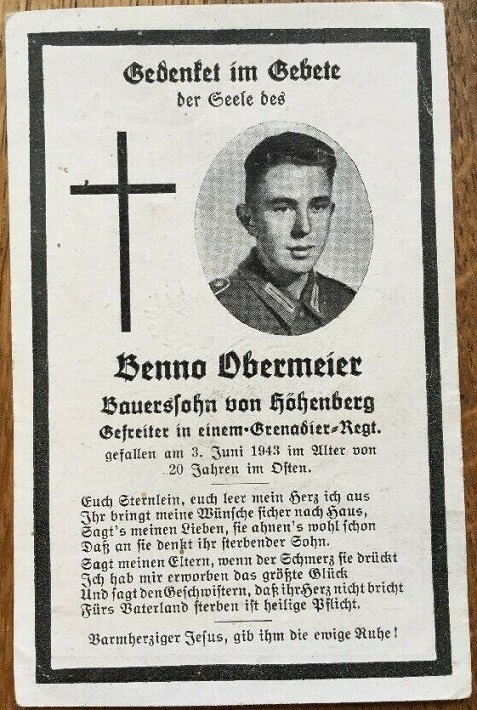 Gedenket im Gebete
der Seele des
Benno Obermeier
Bauerssohn von Höhenberg
Gefreiter in einem Grenadier-Regt.
gefallen am 3. Juni 1943 im Alter von
20 Jahren im Osten.
Euch Sternlein, euch leer mein Herz ich aus
Ihr bringt meine Wünsche sicher nach Haus,
Sagt's meinen Lieben, sie ahnen's wohl schon
Daß an sie denkt ihr sterbender Sohn.
Sagt meinen Eltern, wenn der Schmerz sie drückt
Ich hab mir erworben das größte Glück
Und sagt den Geschwistern, daß ihr Herz nicht bricht
Fürs Vaterland sterben ist heilige Pflicht.
Barmherziger Jesus, gib ihm die ewige Ruhe!